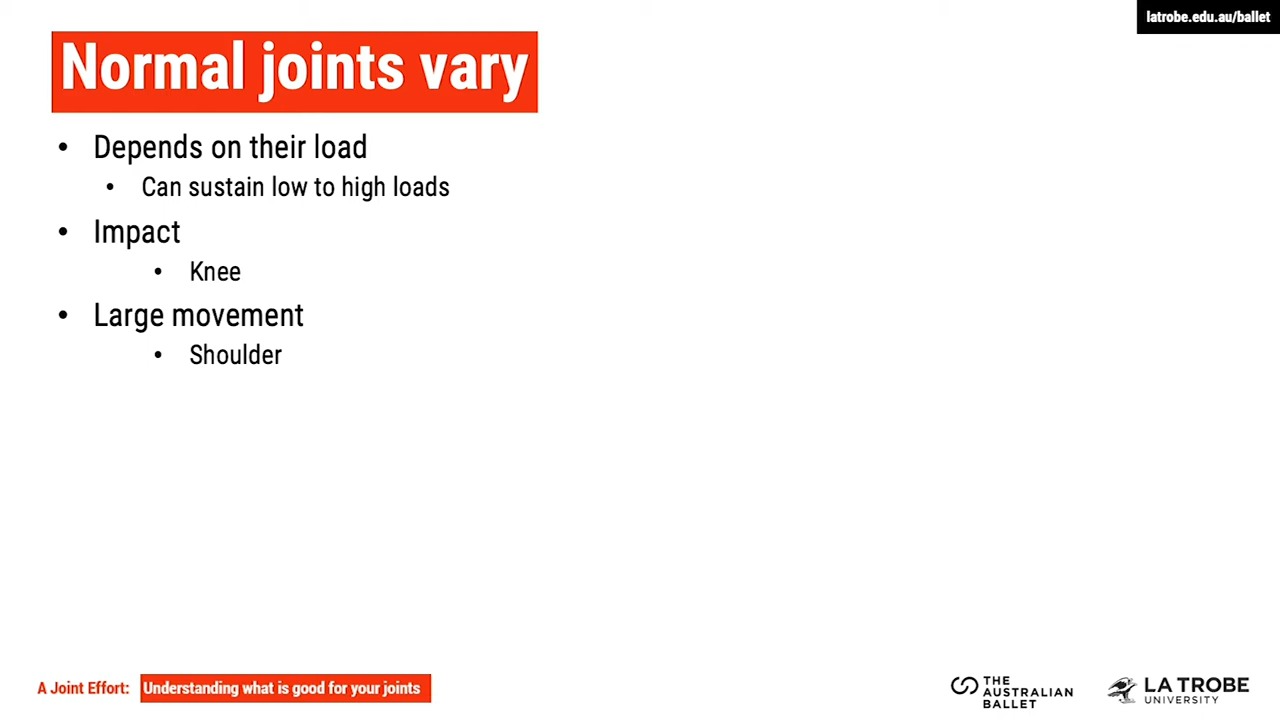 latrobe.edu.au/ballet
Normal joints vary
• Depends on their load
• Can sustain low to high loads
• Impact
• Knee
• Large movement
• Shoulder
A Joint Effort: Understanding what is good for your joints
THE
AUSTRALIAN
BALLET
LA TROBE
UNIVERSITY